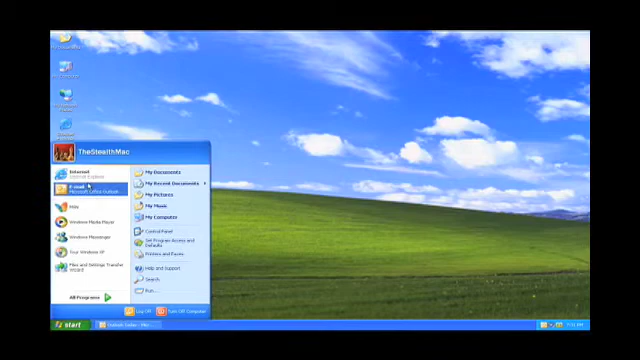 TheStealthMac
Internet
Internet Explorer
E-mail
Microsoft Office Outlook
Windows Media Player
Windows Messenger
Tour Windows XP
Files and Settings Transfer
Wizard
All Programs
My Documents
My Recent Documents
My Pictures
My Music
My Computer
Control Panel
Set Program Access and
Defaults
Printers and Faxes
Help and Support
Search
Run...
Log Off
Turn Off Computer
start